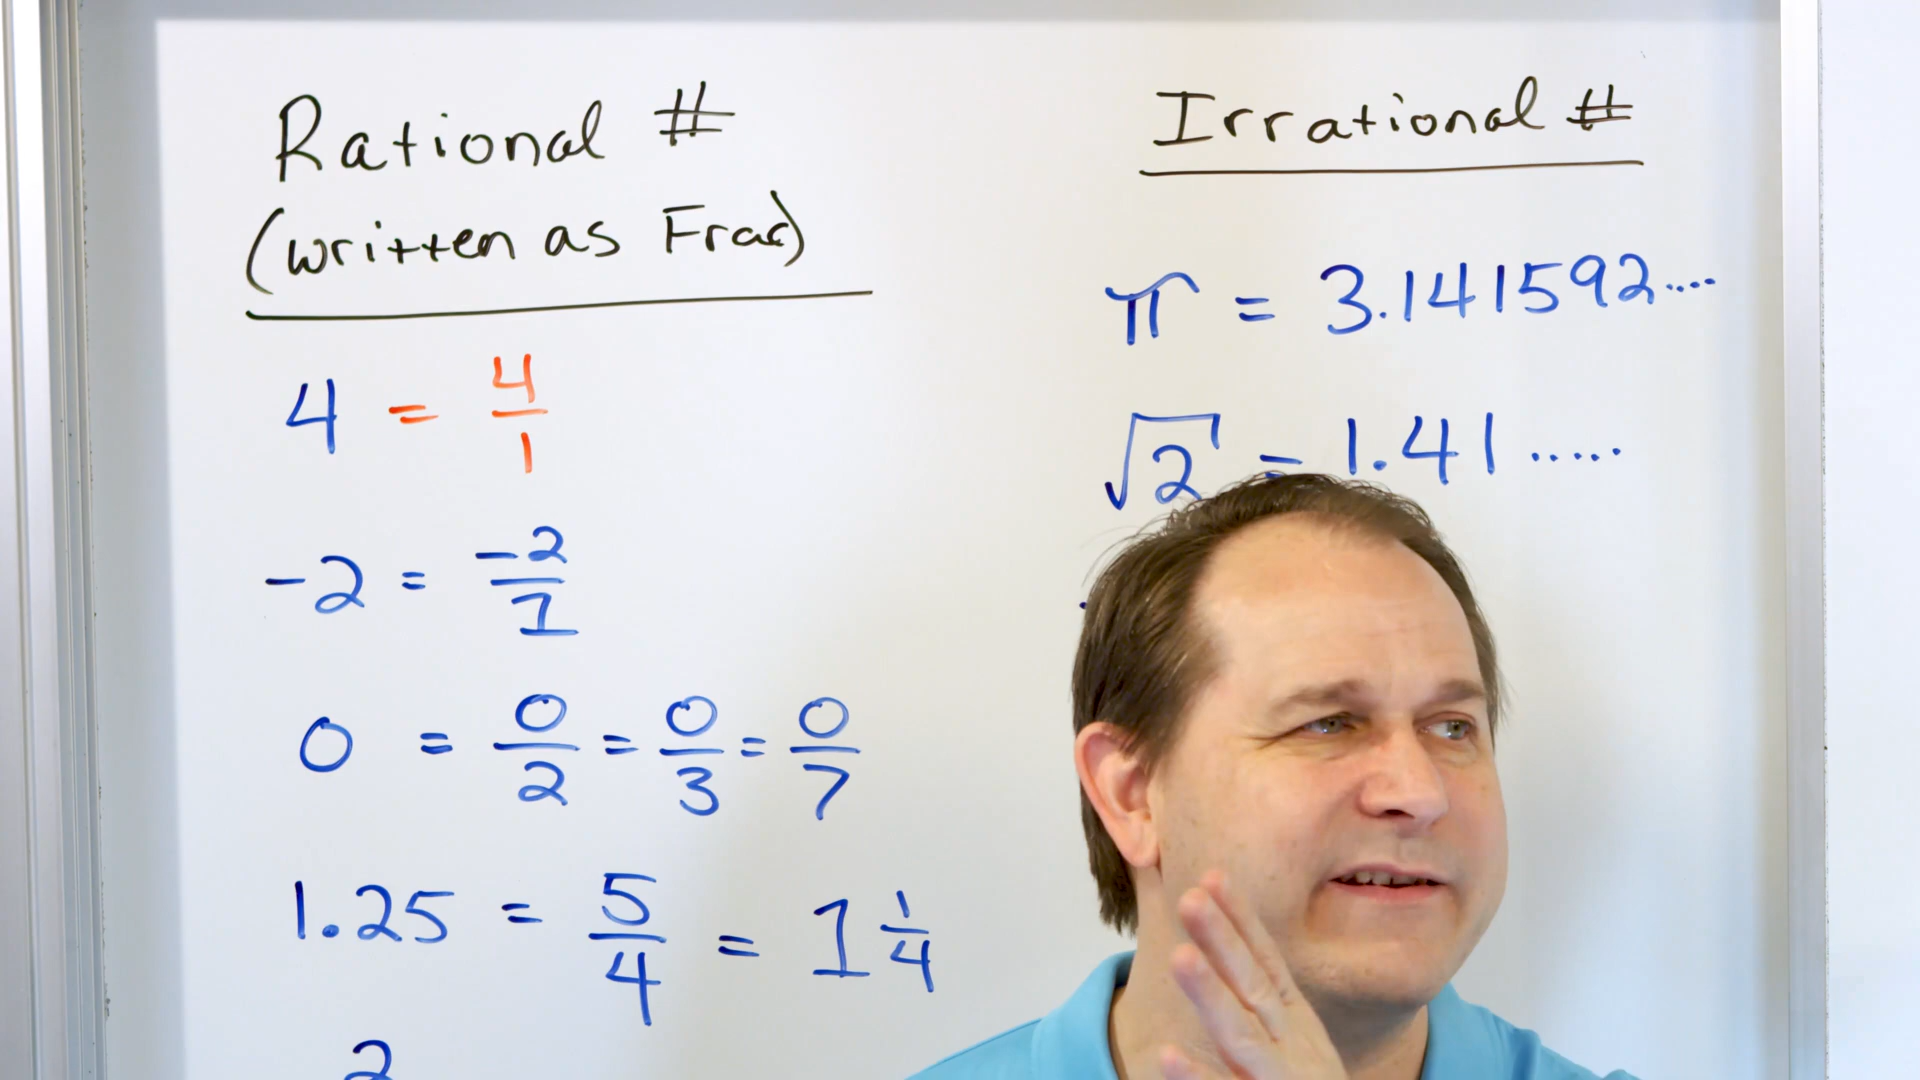 Rational #
(written as Frac)
4 = 4/1
-2 = -2/1
0 = 0/2 = 0/3 = 0/7
1.25 = 5/4 = 1 1/4
2
Irrational #
π = 3.141592....
√2 = 1.41.....